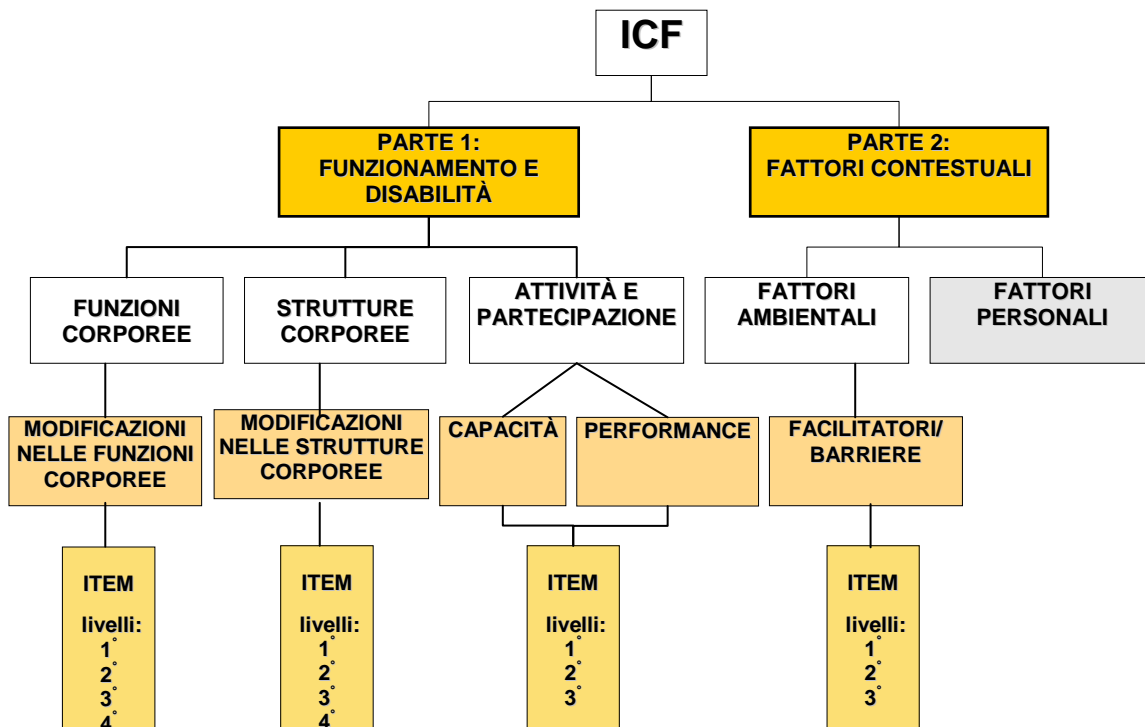 ICF
PARTE 1:
FUNZIONAMENTO E
DISABILITÀ
PARTE 2:
FATTORI CONTESTUALI
FUNZIONI
CORPOREE
STRUTTURE
CORPOREE
ATTIVITÀ E
PARTECIPAZIONE
FATTORI
AMBIENTALI
FATTORI
PERSONALI
MODIFICAZIONI
NELLE FUNZIONI
CORPOREE
MODIFICAZIONI
NELLE STRUTTURE
CORPOREE
CAPACITÀ
PERFORMANCE
FACILITATORI/
BARRIERE
ITEM
livelli:
1°
2°
3°
4°
ITEM
livelli:
1°
2°
3°
4°
ITEM
livelli:
1°
2°
3°
ITEM
livelli:
1°
2°
3°